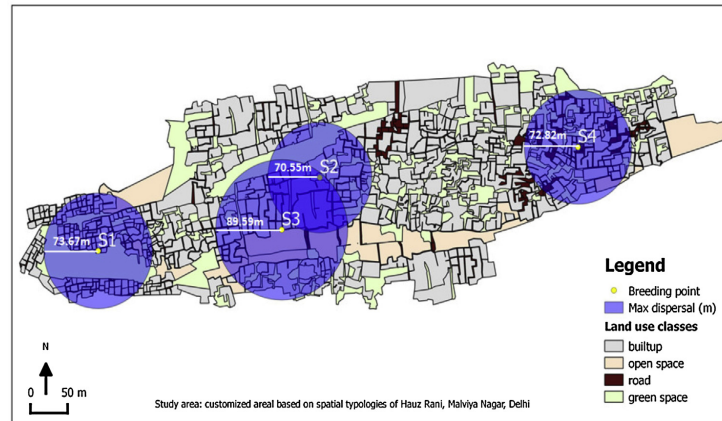 70.55m
S2
72.82m
S4
89.59m
S3
73.67m
S1
Legend
Breeding point
Max dispersal (m)
Land use classes
builtup
open space
road
green space
N
0 50 m
Study area: customized areal based on spatial typologies of Hauz Rani, Malviya Nagar, Delhi